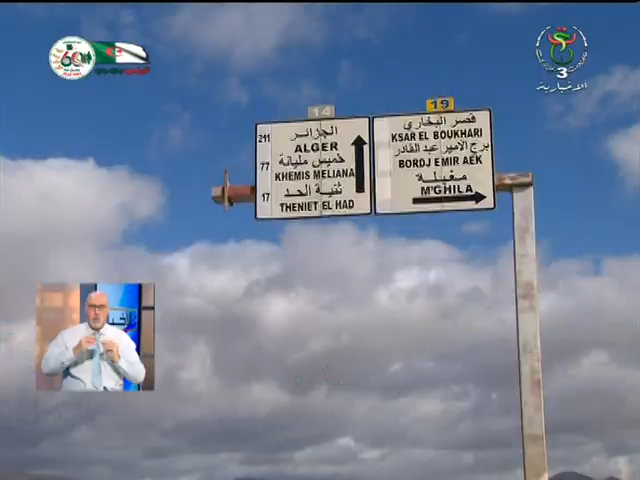 60
3
الإخبارية
14
19
211
الجزائر
ALGER
77
خميس مليانة
KHEMIS MELIANA
17
ثنية الحد
THENIET EL HAD
قصر البخاري
KSAR EL BOUKHARI
برج الامير عبد القادر
BORDJ EMIR AEK
مغيلة
M'GHILA